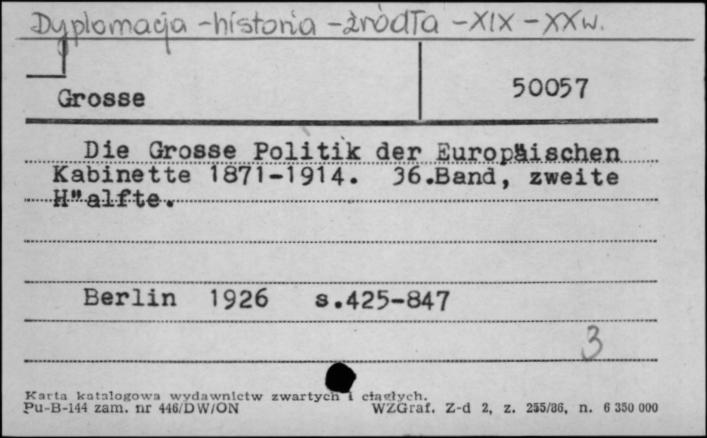 Dyplomacja - historia - źródła - XIX - XX w.
Grosse
50057
Die Grosse Politik der Europäischen
Kabinette 1871-1914. 36.Band, zweite
H"alfte.
Berlin 1926 s.425-847
3
Karta katalogowa wydawnictw zwartych i ciągłych.
Pu-B-144 zam. nr 446/DW/ON
WZGraf. Z-d 2, z. 255/86, n. 6 350 000